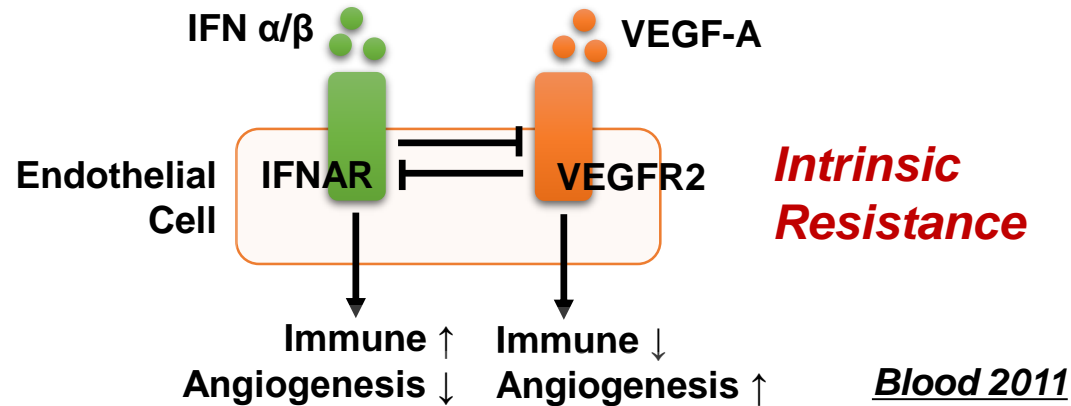 IFN α/β
VEGF-A
Endothelial
Cell
IFNAR
VEGFR2
Intrinsic
Resistance
Immune ↑
Angiogenesis ↓
Immune ↓
Angiogenesis ↑
Blood 2011